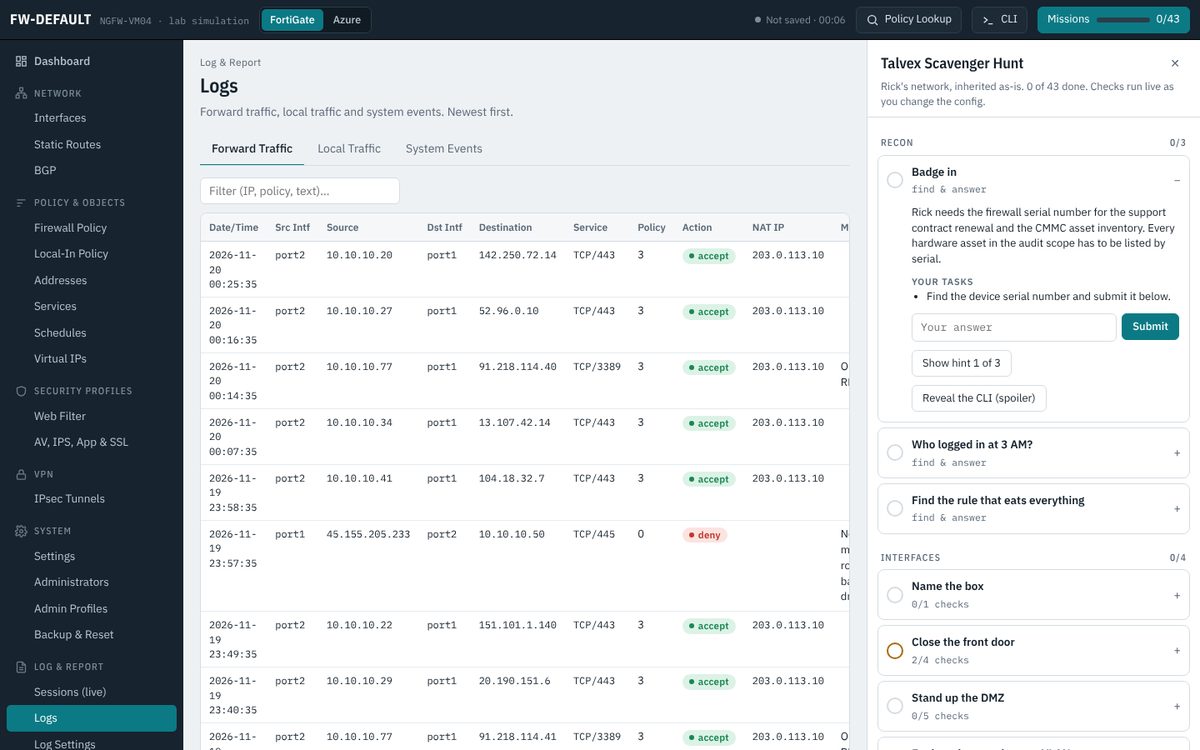 FW-DEFAULT NGFW-VM04 · lab simulation FortiGate Azure Not saved · 00:06 Policy Lookup >_ CLI Missions 0/43
Dashboard
NETWORK
Interfaces
Static Routes
BGP
POLICY & OBJECTS
Firewall Policy
Local-In Policy
Addresses
Services
Schedules
Virtual IPs
SECURITY PROFILES
Web Filter
AV, IPS, App & SSL
VPN
IPsec Tunnels
SYSTEM
Settings
Administrators
Admin Profiles
Backup & Reset
LOG & REPORT
Sessions (live)
Logs
Log Settings
Log & Report
Logs
Forward traffic, local traffic and system events. Newest first.
Forward Traffic Local Traffic System Events
Filter (IP, policy, text)...
Date/Time Src Intf Source Dst Intf Destination Service Policy Action NAT IP M
2026-11- port2 10.10.10.20 port1 142.250.72.14 TCP/443 3 accept 203.0.113.10
20
00:25:35
2026-11- port2 10.10.10.27 port1 52.96.0.10 TCP/443 3 accept 203.0.113.10
20
00:16:35
2026-11- port2 10.10.10.77 port1 91.218.114.40 TCP/3389 3 accept 203.0.113.10
20
00:14:35
2026-11- port2 10.10.10.34 port1 13.107.42.14 TCP/443 3 accept 203.0.113.10
20
00:07:35
2026-11- port2 10.10.10.41 port1 104.18.32.7 TCP/443 3 accept 203.0.113.10
19
23:58:35
2026-11- port1 45.155.205.233 port2 10.10.10.50 TCP/445 0 deny
19
23:57:35
2026-11- port2 10.10.10.22 port1 151.101.1.140 TCP/443 3 accept 203.0.113.10
19
23:49:35
2026-11- port2 10.10.10.29 port1 20.190.151.6 TCP/443 3 accept 203.0.113.10
19
23:40:35
2026-11- port2 10.10.10.77 port1 91.218.114.41 TCP/3389 3 accept 203.0.113.10
Talvex Scavenger Hunt
Rick's network, inherited as-is. 0 of 43 done. Checks run live as
you change the config.
RECON 0/3
Badge in
find & answer
Rick needs the firewall serial number for the support
contract renewal and the CMMC asset inventory. Every
hardware asset in the audit scope has to be listed by
serial.
YOUR TASKS
• Find the device serial number and submit it below.
Your answer Submit
Show hint 1 of 3
Reveal the CLI (spoiler)
Who logged in at 3 AM?
find & answer
Find the rule that eats everything
find & answer
INTERFACES 0/4
Name the box
0/1 checks
Close the front door
2/4 checks
Stand up the DMZ
0/5 checks